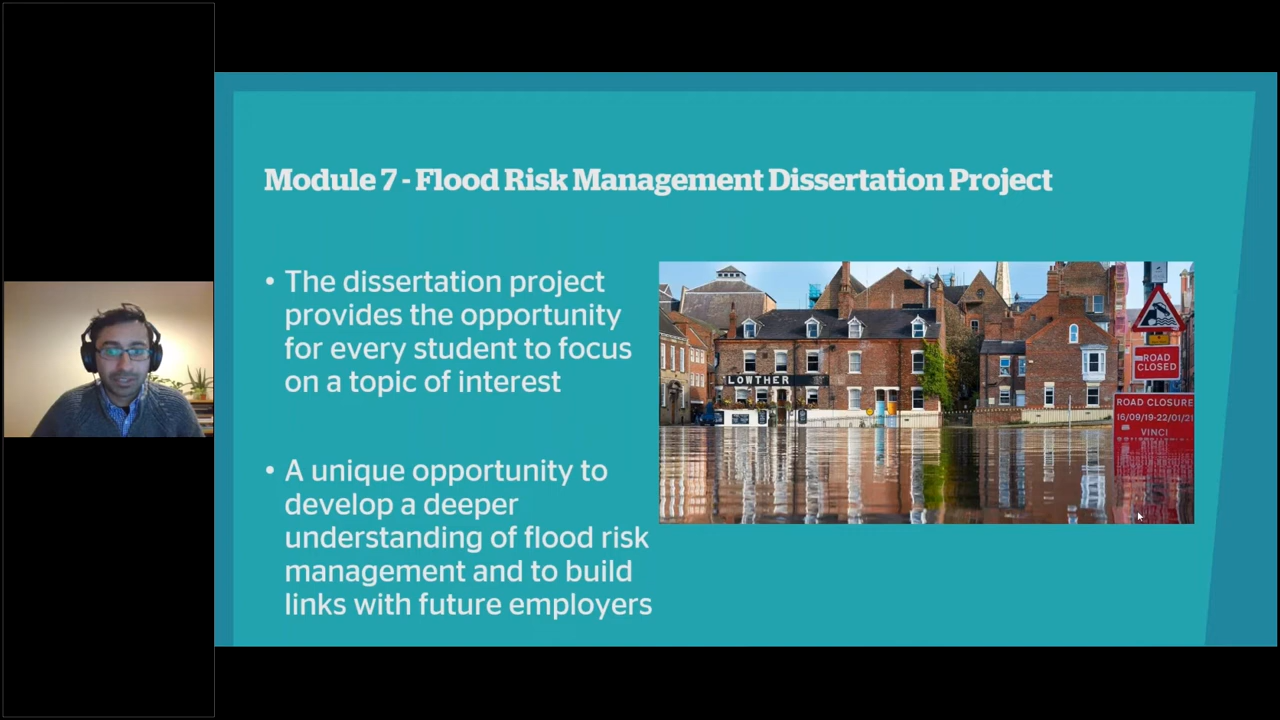 Module 7 - Flood Risk Management Dissertation Project
• The dissertation project
provides the opportunity
for every student to focus
on a topic of interest
• A unique opportunity to
develop a deeper
understanding of flood risk
management and to build
links with future employers
LOWTHER
ROAD
CLOSED
ROAD CLOSURE
16/09/19-22/01/21
VINCI